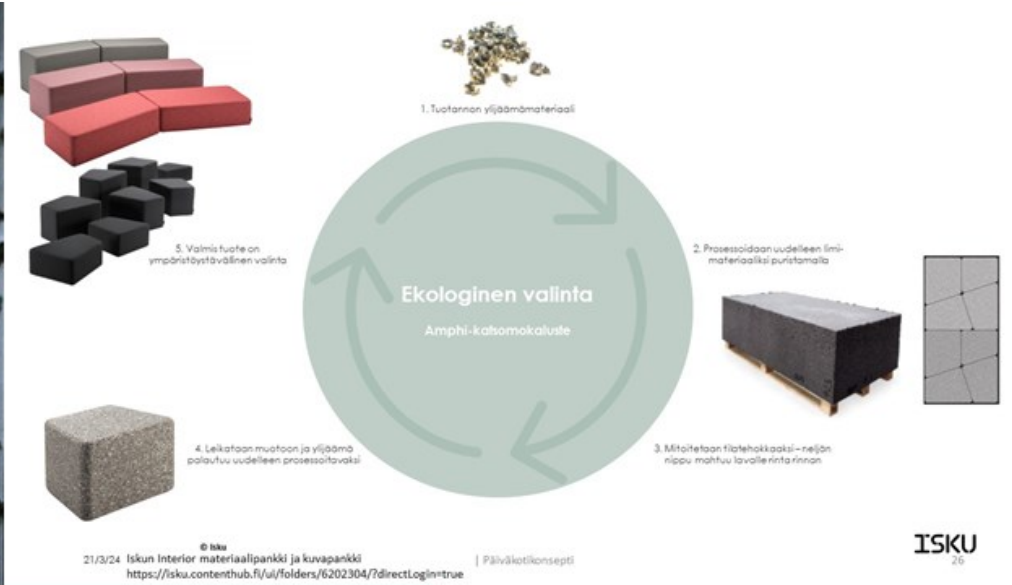 1. Tuotannon ylijäämämateriaali
2. Prosessoidaan uudelleen limi-
materiaaliksi puristamalla
3. Mitoitetaan tilatehokkaaksi – neljän
nippu mahtuu lavalle rinta rinnan
4. Leikataan muotoon ja ylijäämä
palautuu uudelleen prosessoitavaksi
5. Valmis tuote on
ympäristöystävällinen valinta
Ekologinen valinta
Amphi-katsomokaluste
© Isku
21/3/24 Iskun Interior materiaalipankki ja kuvapankki
https://isku.contenthub.fi/ui/folders/6202304/?directLogin=true
| Päiväkotikonsepti
ISKU
26